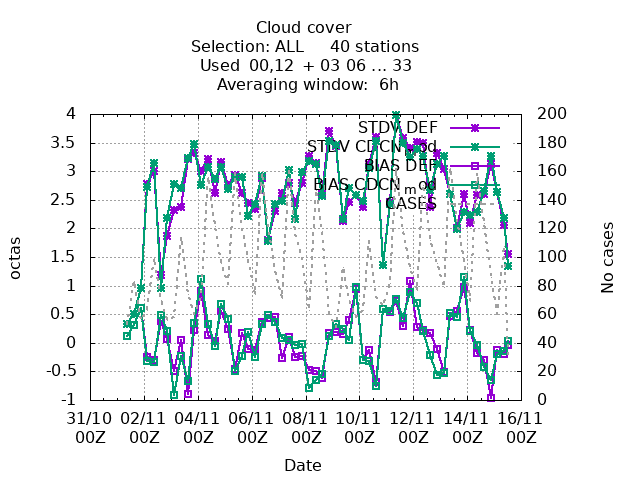 Cloud cover
Selection: ALL 40 stations
Used 00,12 + 03 06 ... 33
Averaging window: 6h
STDV DEF
STDV CDCN_mod
BIAS DEF
BIAS CDCN_mod
CASES
octas
4
3.5
3
2.5
2
1.5
1
0.5
0
-0.5
-1
No cases
200
180
160
140
120
100
80
60
40
20
0
31/10 02/11 04/11 06/11 08/11 10/11 12/11 14/11 16/11
00Z 00Z 00Z 00Z 00Z 00Z 00Z 00Z 00Z
Date